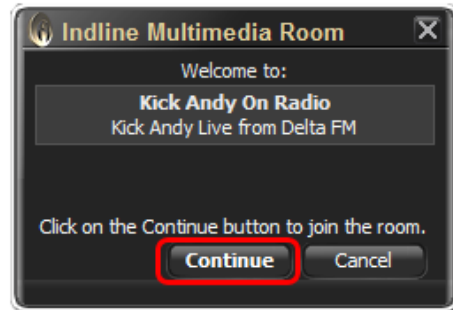 Indline Multimedia Room
Welcome to:
Kick Andy On Radio
Kick Andy Live from Delta FM
Click on the Continue button to join the room.
Continue Cancel